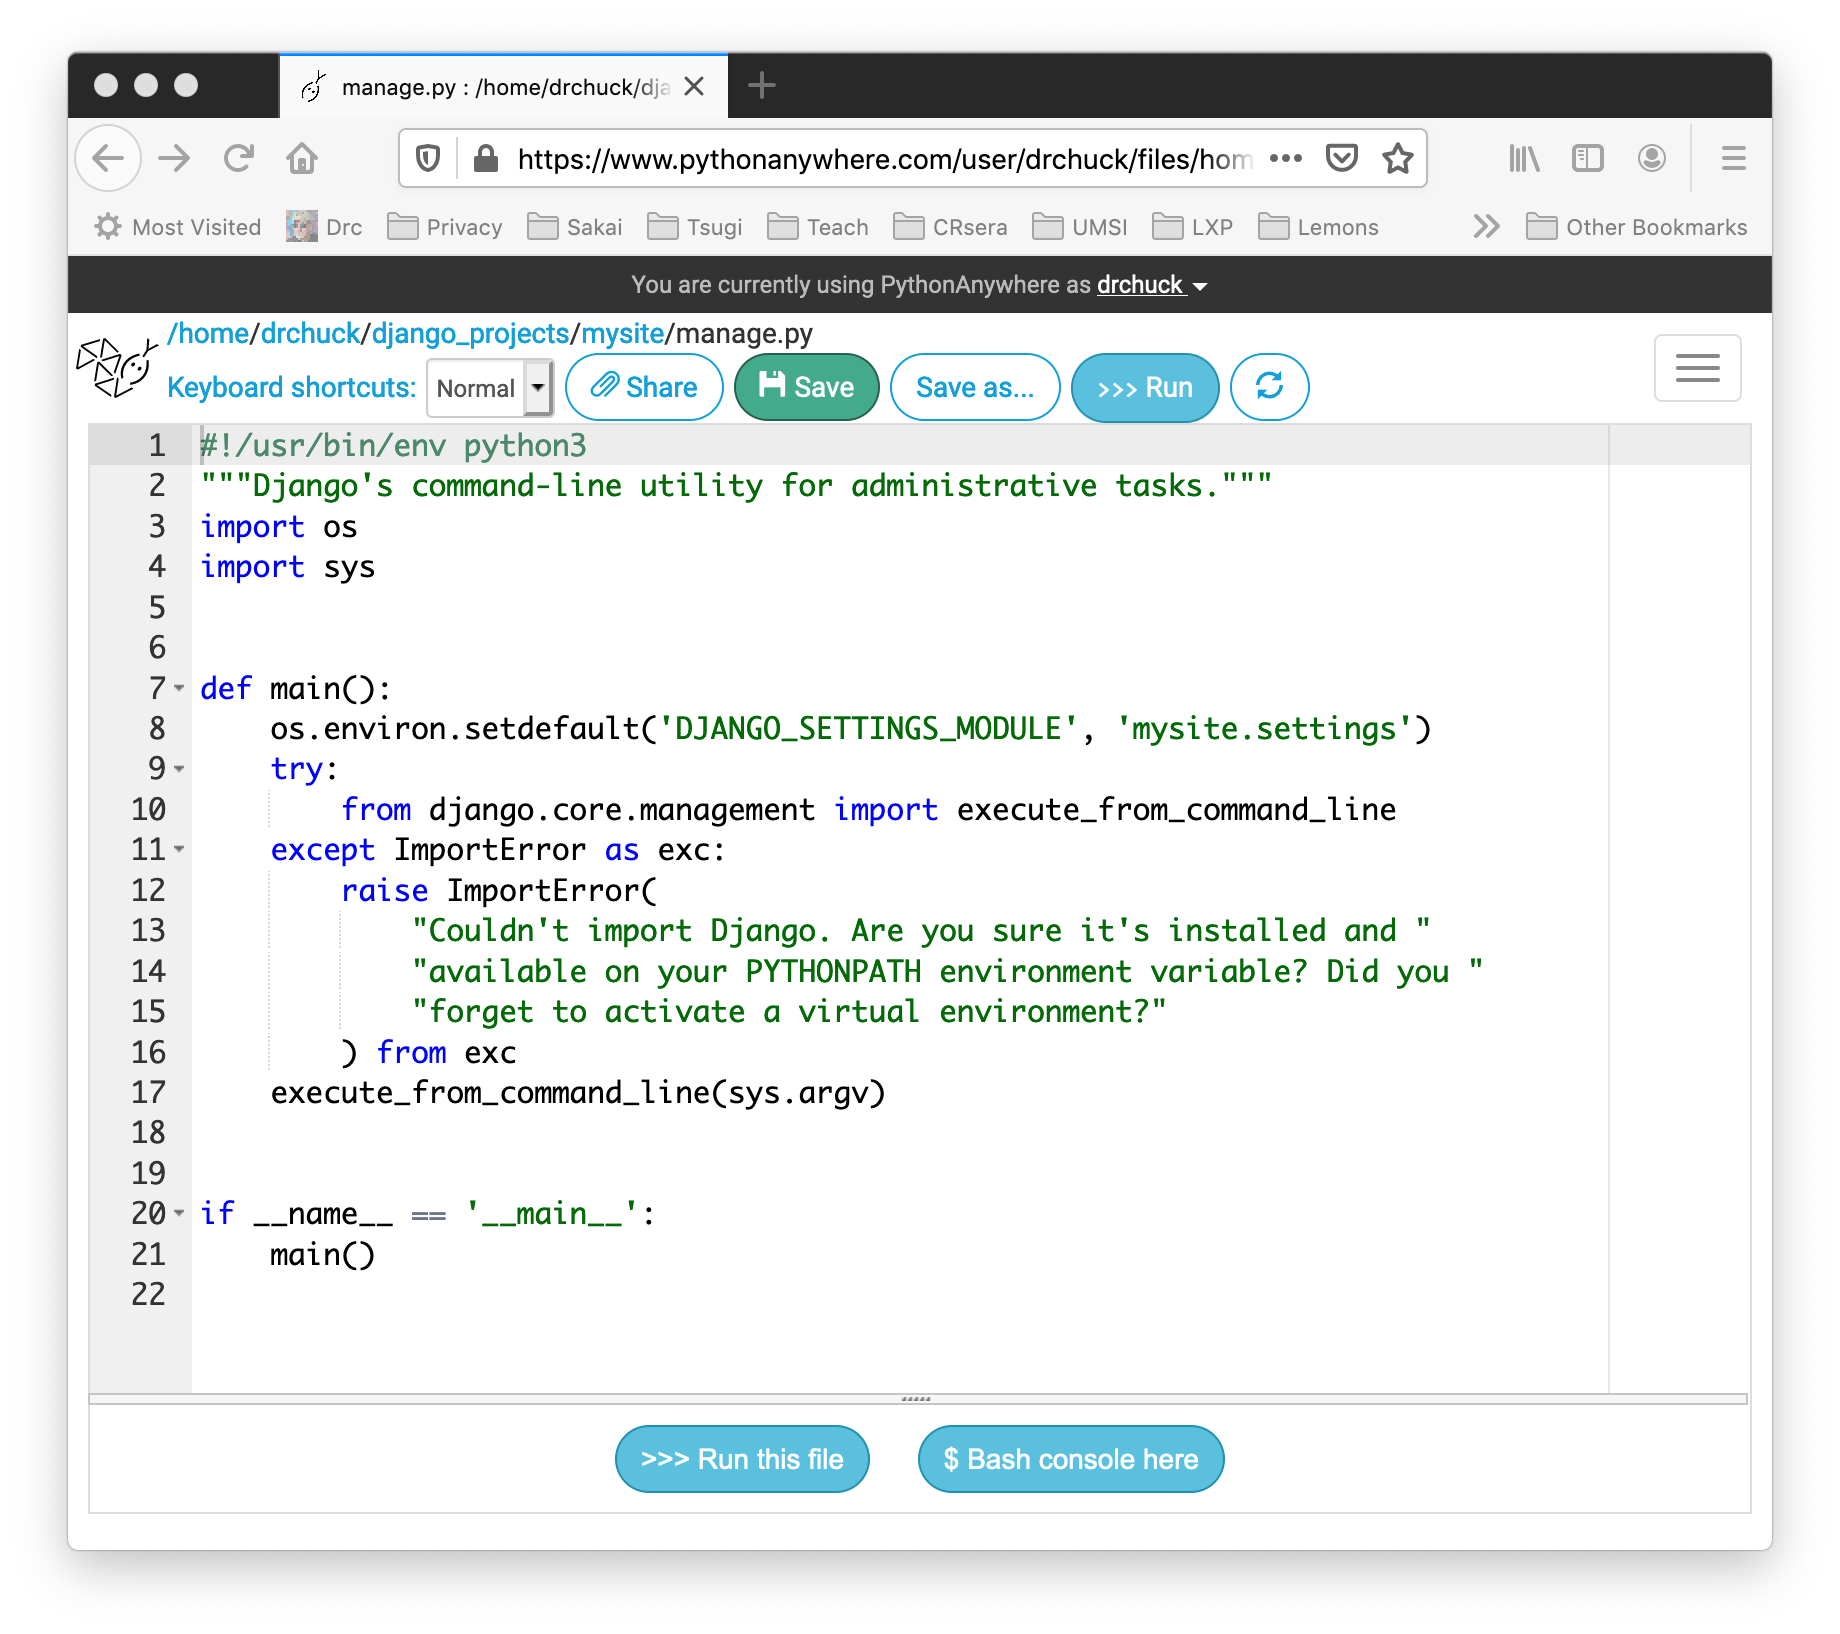 manage.py : /home/drchuck/dja
https://www.pythonanywhere.com/user/drchuck/files/hom
Most Visited Drc Privacy Sakai Tsugi Teach CRsera UMSI LXP Lemons Other Bookmarks
You are currently using PythonAnywhere as drchuck
/home/drchuck/django_projects/mysite/manage.py
Keyboard shortcuts: Normal Share Save Save as... >>> Run
1 #!/usr/bin/env python3
2 """Django's command-line utility for administrative tasks."""
3 import os
4 import sys
5
6
7 def main():
8     os.environ.setdefault('DJANGO_SETTINGS_MODULE', 'mysite.settings')
9     try:
10         from django.core.management import execute_from_command_line
11     except ImportError as exc:
12         raise ImportError(
13             "Couldn't import Django. Are you sure it's installed and "
14             "available on your PYTHONPATH environment variable? Did you "
15             "forget to activate a virtual environment?"
16         ) from exc
17     execute_from_command_line(sys.argv)
18
19
20 if __name__ == '__main__':
21     main()
22
>>> Run this file $ Bash console here